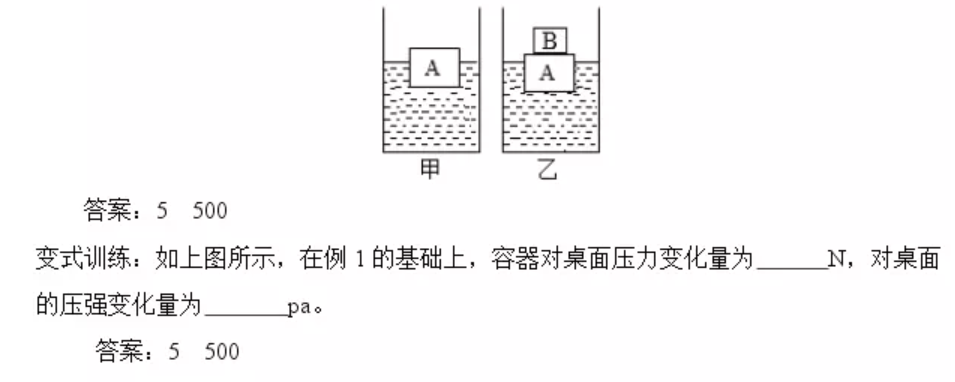 A
B
A
甲
乙
答案：5 500
变式训练：如上图所示，在例 1 的基础上，容器对桌面压力变化量为______N，对桌面
的压强变化量为_______pa。
答案：5 500